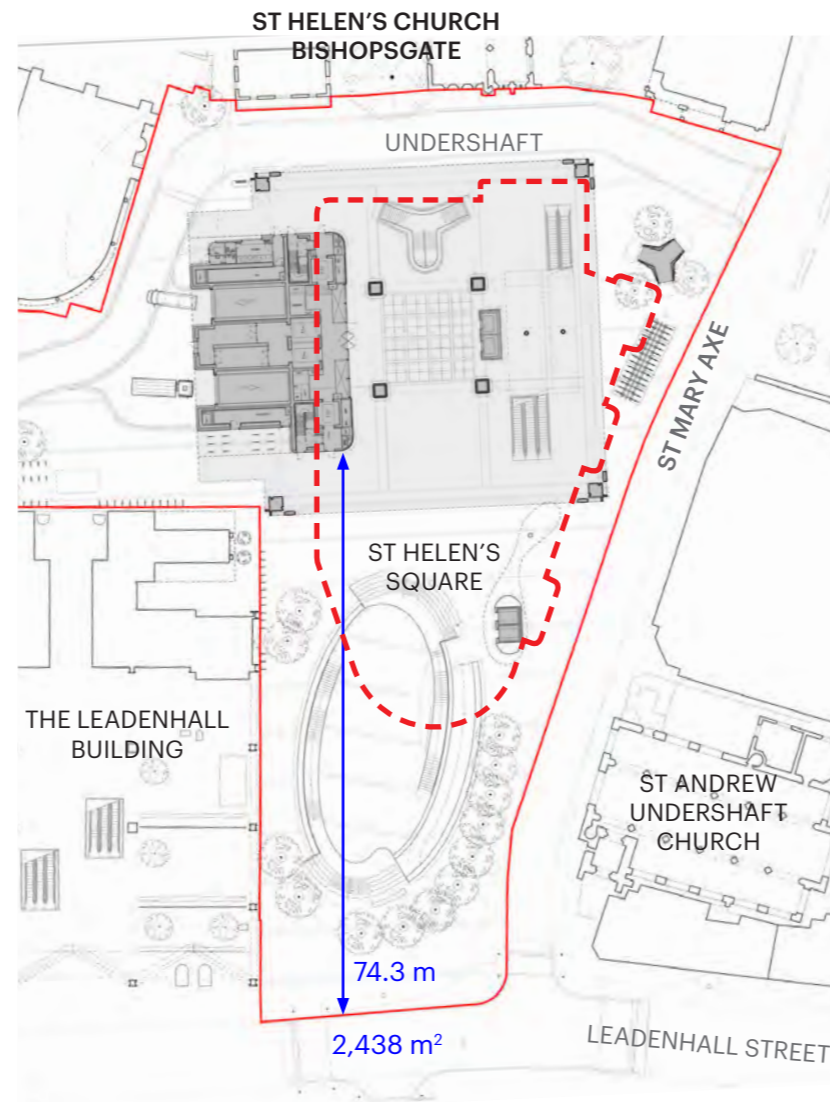 ST HELEN'S CHURCH
BISHOPSGATE
UNDERSHAFT
ST MARY AXE
ST HELEN'S
SQUARE
THE LEADENHALL
BUILDING
ST ANDREW
UNDERSHAFT
CHURCH
74.3 m
2,438 m²
LEADENHALL STREET